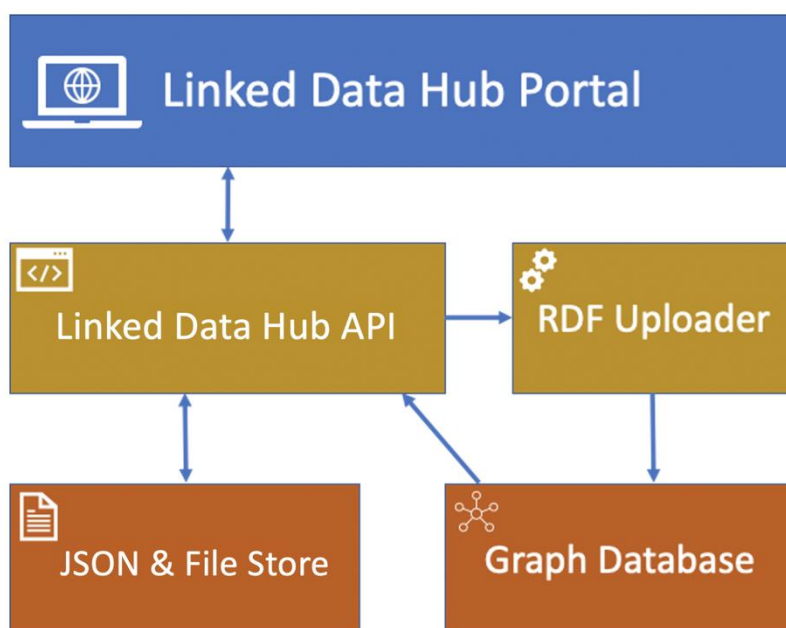 Linked Data Hub Portal
</>
Linked Data Hub API
RDF Uploader
JSON & File Store
Graph Database